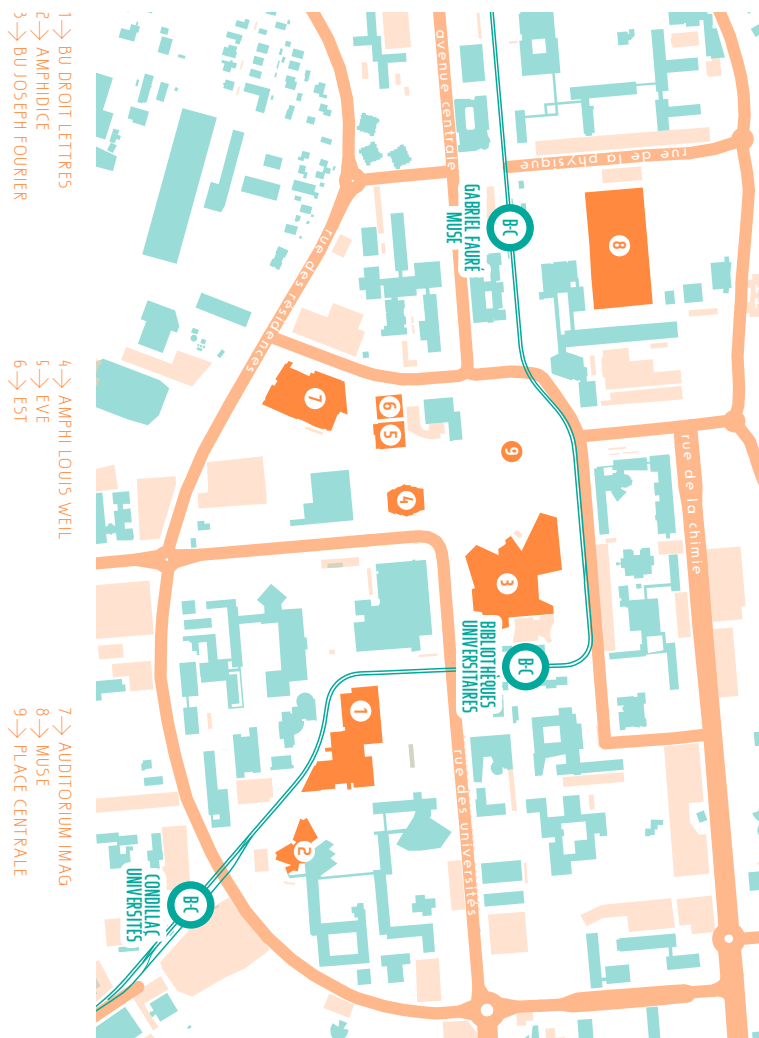 1 → BU DROIT LETTRES
2 → AMPHIDICE
3 → BU JOSEPH FOURIER
4 → AMPHI LOUIS WEIL
5 → EVE
6 → EST
7 → AUDITORIUM IMAG
8 → MUSE
9 → PLACE CENTRALE
avenue centrale
rue de la physique
rue des résidences
rue de la chimie
rue des universités
GABRIEL FAURÉ
MUSE
B·C
BIBLIOTHÈQUES
UNIVERSITAIRES
B·C
CONDILLAC
UNIVERSITÉS
B·C
8
7
6
5
9
4
3
1
2